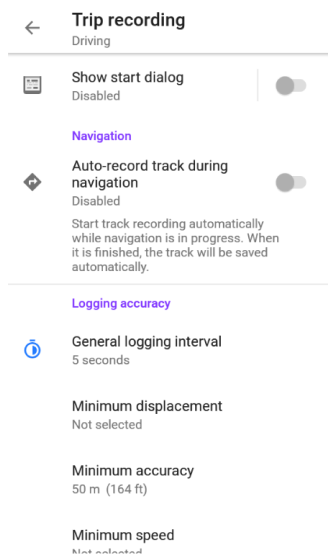 Trip recording
Driving
Show start dialog
Disabled
Navigation
Auto-record track during
navigation
Disabled
Start track recording automatically
while navigation is in progress. When
it is finished, the track will be saved
automatically.
Logging accuracy
General logging interval
5 seconds
Minimum displacement
Not selected
Minimum accuracy
50 m (164 ft)
Minimum speed
Not selected